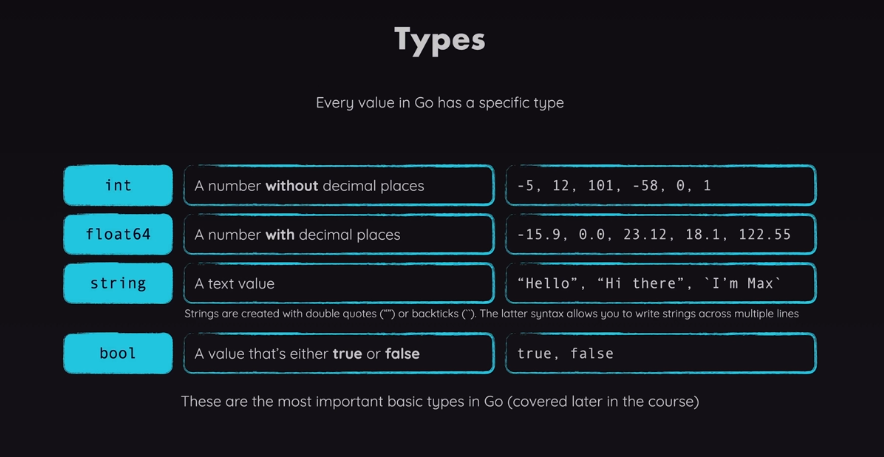 Types
Every value in Go has a specific type
int A number without decimal places -5, 12, 101, -58, 0, 1
float64 A number with decimal places -15.9, 0.0, 23.12, 18.1, 122.55
string A text value “Hello”, “Hi there”, `I’m Max`
Strings are created with double quotes (“”) or backticks (``). The latter syntax allows you to write strings across multiple lines
bool A value that’s either true or false true, false
These are the most important basic types in Go (covered later in the course)